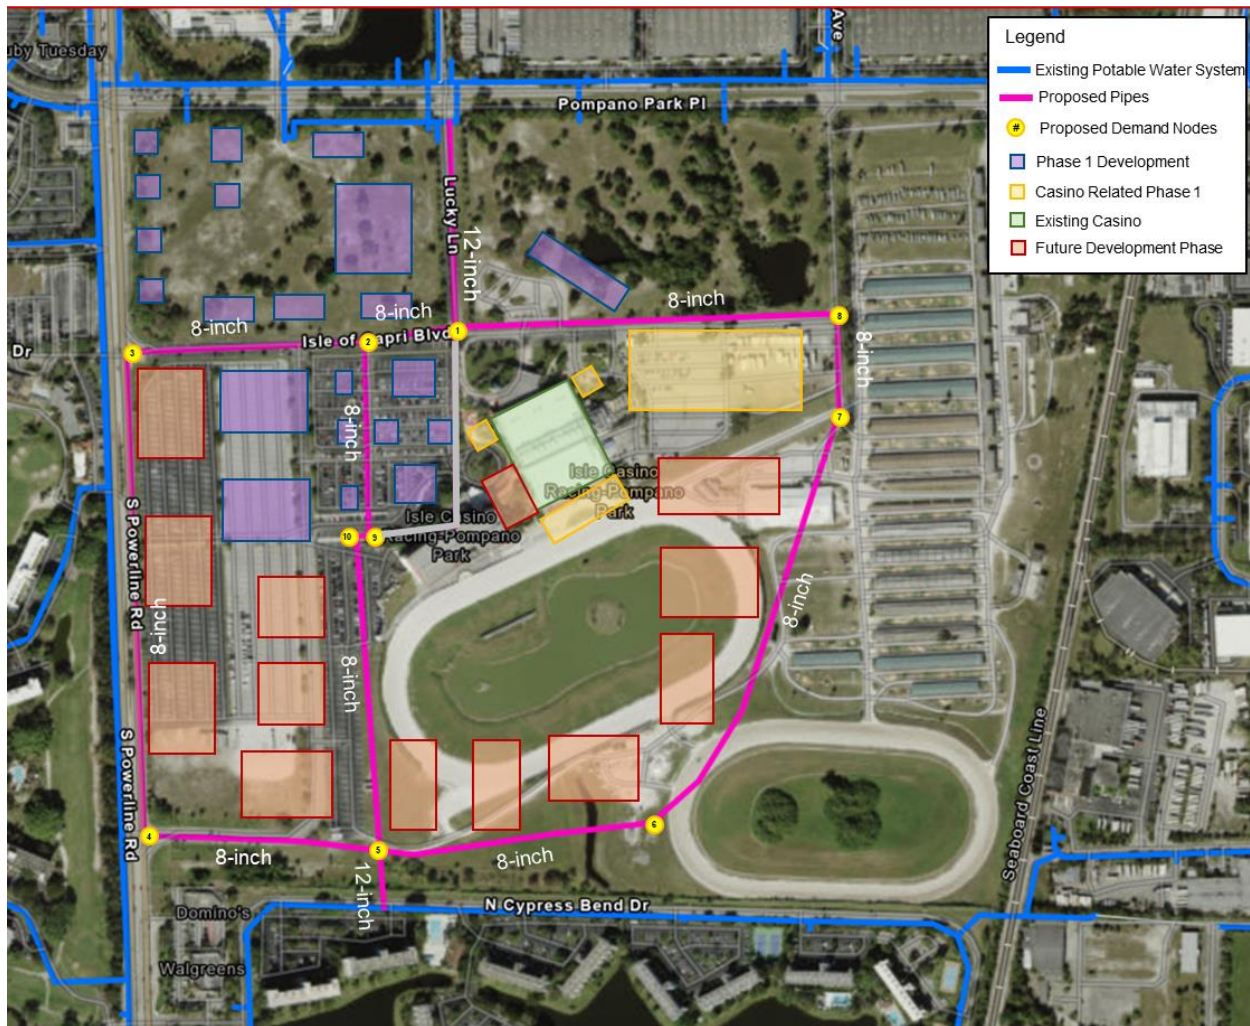 uby Tuesday
Ave
Legend
Existing Potable Water System
Proposed Pipes
# Proposed Demand Nodes
Phase 1 Development
Casino Related Phase 1
Existing Casino
Future Development Phase
Pompano Park Pl
Lucky Ln
12-inch
8-inch
8-inch
8-inch
8
1
Isle of Capri Blvd
2
3
Dr
8-inch
7
8-inch
Isle Casino
Racing-Pompano
Park
S Powerline Rd
Isle Casino
Racing-Pompano
Park
10
9
8-inch
8-inch
8-inch
S Powerline Rd
Seaboard Coast Line
4
6
5
8-inch
8-inch
12-inch
N Cypress Bend Dr
Domino's
Walgreens